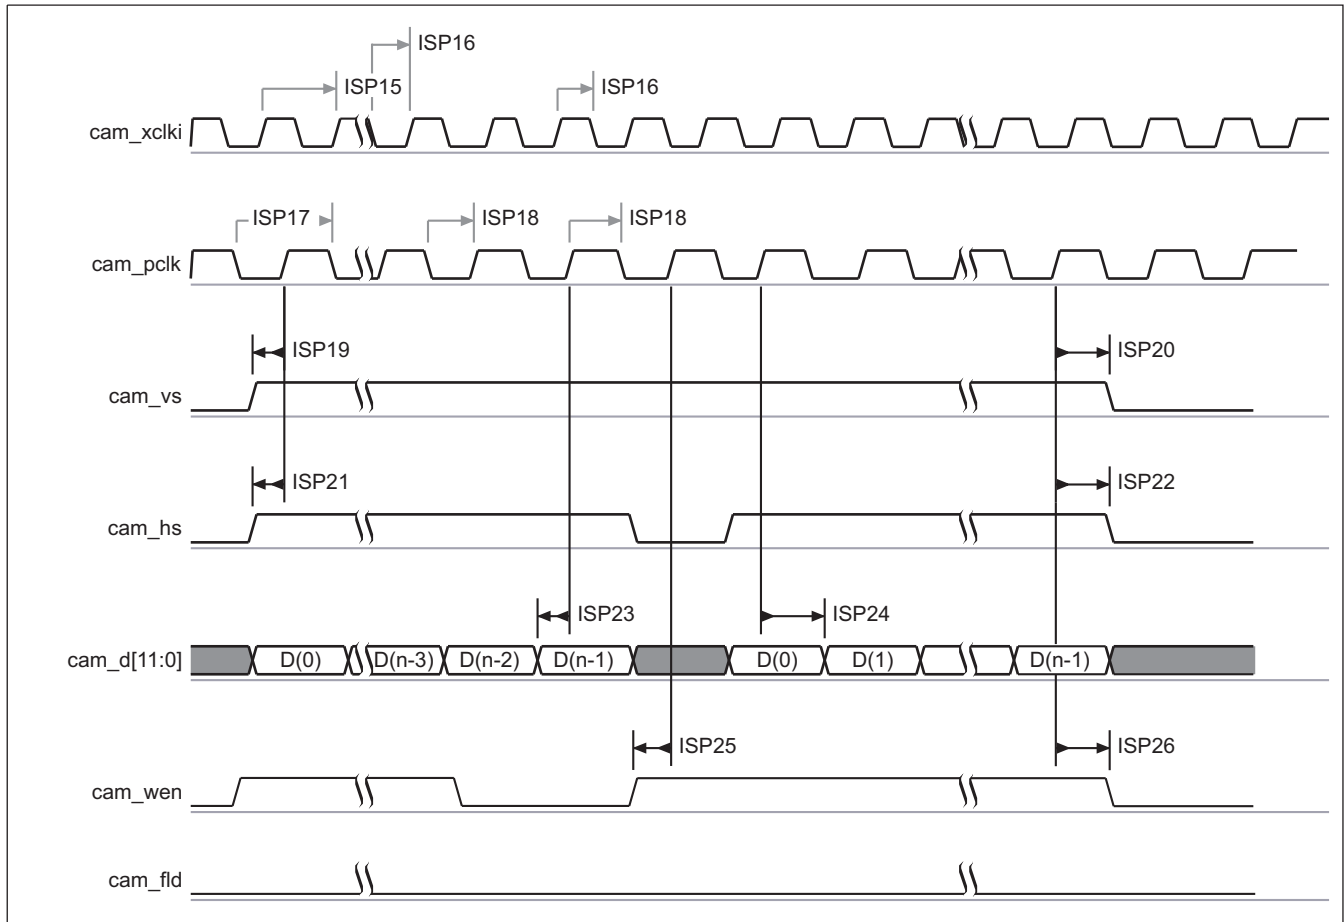 ISP16
ISP15
ISP16
cam_xclki
ISP17
ISP18
ISP18
cam_pclk
ISP19
ISP20
cam_vs
ISP21
ISP22
cam_hs
ISP23
ISP24
cam_d[11:0]
D(0)
D(n-3)
D(n-2)
D(n-1)
D(0)
D(1)
D(n-1)
ISP25
ISP26
cam_wen
cam_fld